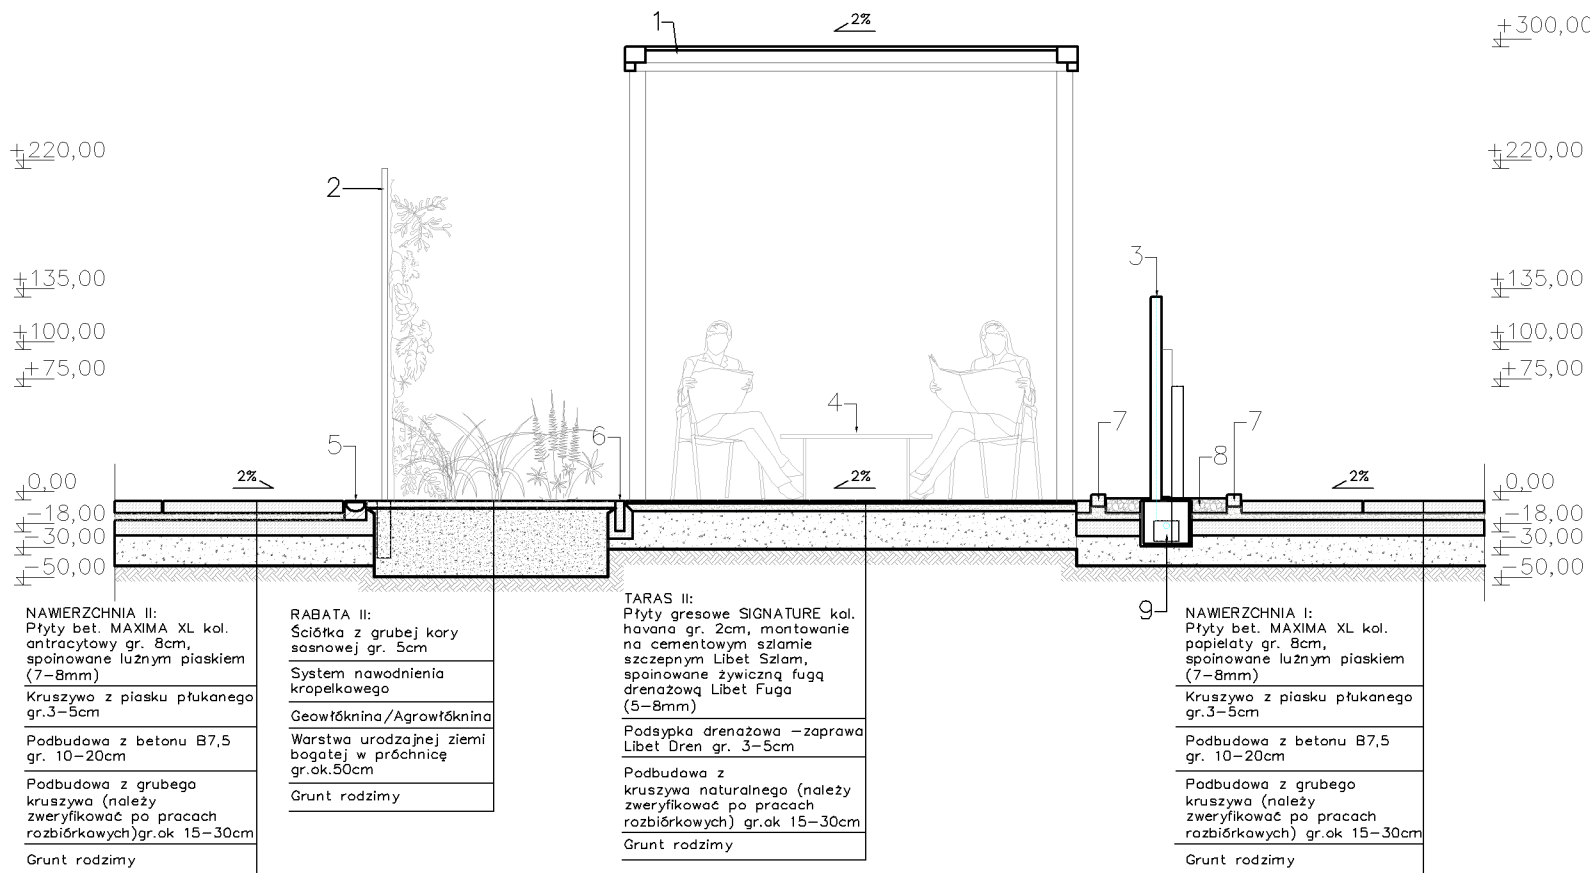 +300,00
+300,00
1
2%
+220,00
+220,00
2
3
+135,00
+135,00
+100,00
+100,00
+75,00
+75,00
4
7
7
5
6
8
2%
2%
2%
0,00
0,00
-18,00
-18,00
-30,00
-30,00
-50,00
-50,00
9
NAWIERZCHNIA II:
Płyty bet. MAXIMA XL kol.
antracytowy gr. 8cm,
spoinowane luźnym piaskiem
(7-8mm)
Kruszywo z piasku płukanego
gr.3-5cm
Podbudowa z betonu B7,5
gr. 10-20cm
Podbudowa z grubego
kruszywa (należy
zweryfikować po pracach
rozbiórkowych)gr.ok 15-30cm
Grunt rodzimy
RABATA II:
Ściółka z grubej kory
sosnowej gr. 5cm
System nawodnienia
kropelkowego
Geowłóknina/Agrowłóknina
Warstwa urodzajnej ziemi
bogatej w próchnicę
gr.ok.50cm
Grunt rodzimy
TARAS II:
Płyty gresowe SIGNATURE kol.
havana gr. 2cm, montowanie
na cementowym szlamie
szczepnym Libet Szlam,
spoinowane żywiczną fugą
drenażową Libet Fuga
(5-8mm)
Podsypka drenażowa -zaprawa
Libet Dren gr. 3-5cm
Podbudowa z
kruszywa naturalnego (należy
zweryfikować po pracach
rozbiórkowych) gr.ok 15-30cm
Grunt rodzimy
NAWIERZCHNIA I:
Płyty bet. MAXIMA XL kol.
popielaty gr. 8cm,
spoinowane luźnym piaskiem
(7-8mm)
Kruszywo z piasku płukanego
gr.3-5cm
Podbudowa z betonu B7,5
gr. 10-20cm
Podbudowa z grubego
kruszywa (należy
zweryfikować po pracach
rozbiórkowych) gr.ok 15-30cm
Grunt rodzimy